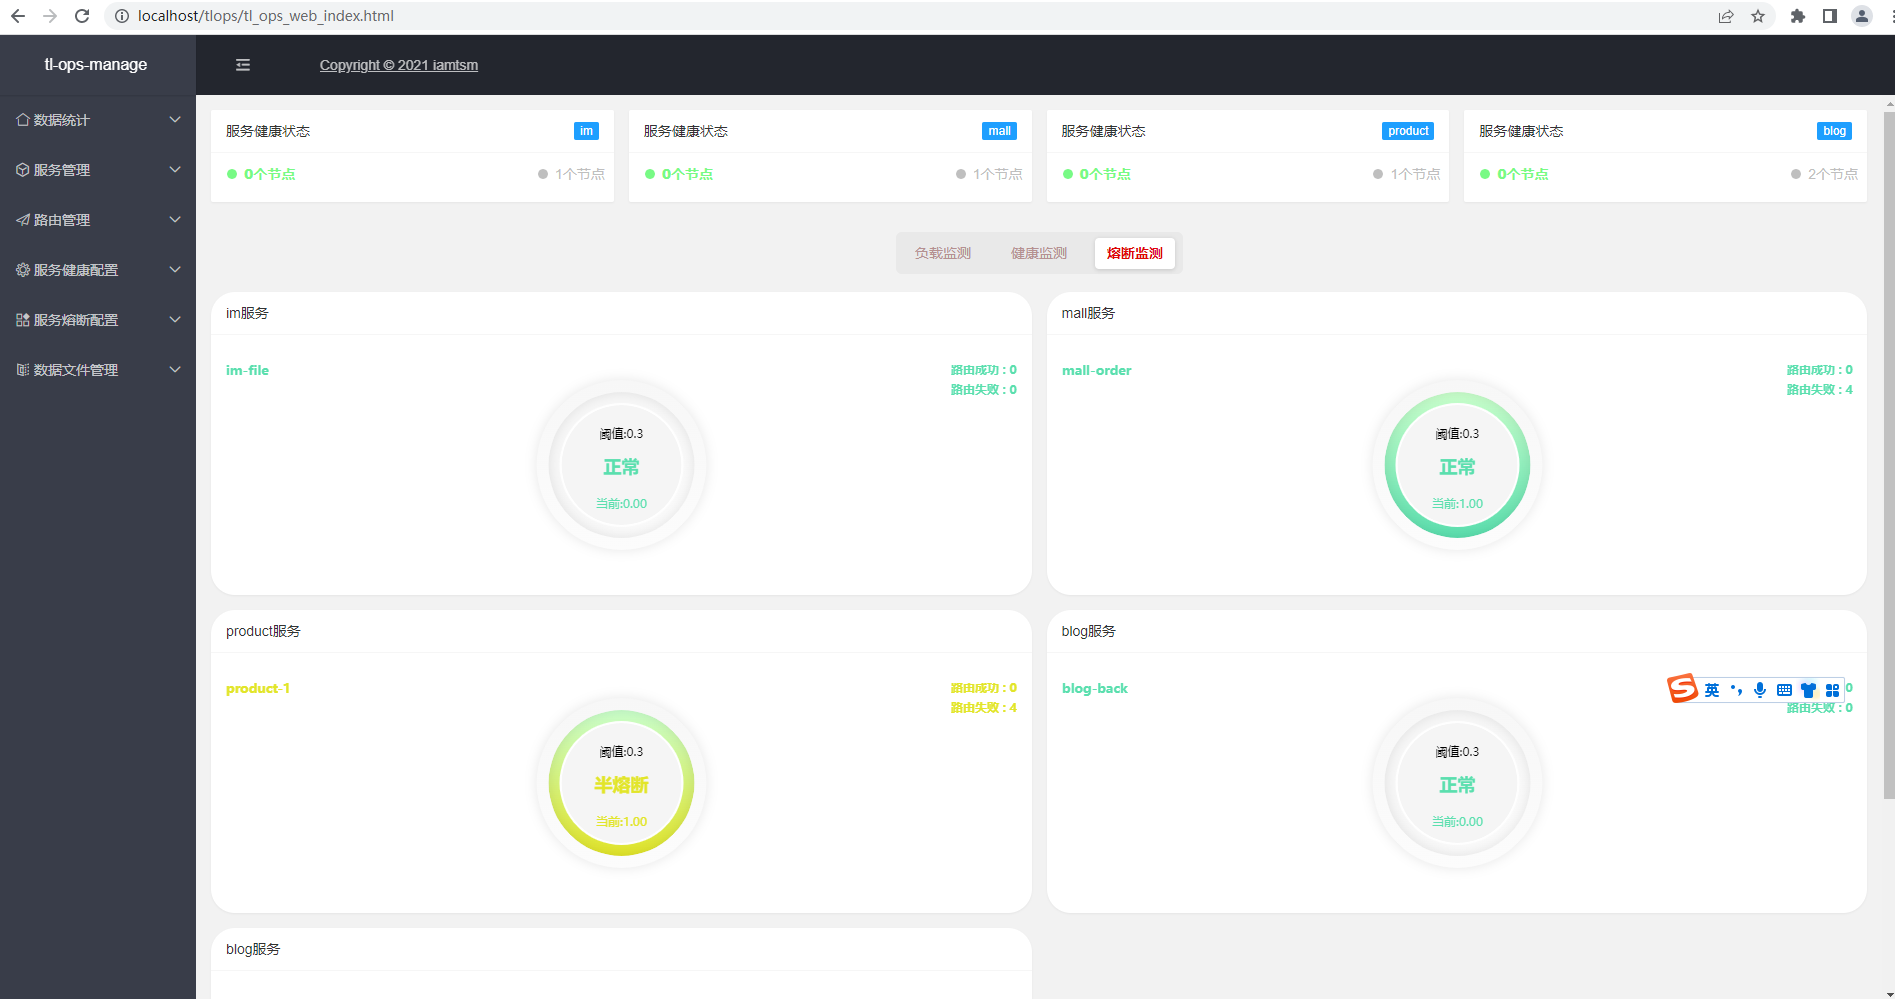 localhost/tlops/tl_ops_web_index.html
tl-ops-manage
Copyright © 2021 iamtsm
数据统计
服务管理
路由管理
服务健康配置
服务熔断配置
数据文件管理
服务健康状态 im
0个节点 1个节点
服务健康状态 mall
0个节点 1个节点
服务健康状态 product
0个节点 1个节点
服务健康状态 blog
0个节点 2个节点
负载监测 健康监测 熔断监测
im服务
im-file
路由成功 : 0
路由失败 : 0
阈值:0.3
正常
当前:0.00
mall服务
mall-order
路由成功 : 0
路由失败 : 4
阈值:0.3
正常
当前:1.00
product服务
product-1
路由成功 : 0
路由失败 : 4
阈值:0.3
半熔断
当前:1.00
blog服务
blog-back
英
0
路由失败 : 0
阈值:0.3
正常
当前:0.00
blog服务